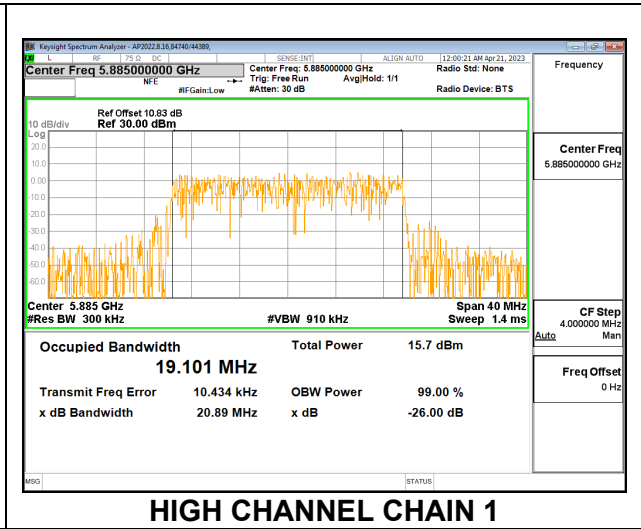 Keysight Spectrum Analyzer - AP2022.8.16,84740/44389,
L RF 75 Ω DC SENSE:INT ALIGN AUTO 12:00:21 AM Apr 21, 2023
Center Freq 5.885000000 GHz Center Freq: 5.885000000 GHz Radio Std: None
NFE Trig: Free Run Avg|Hold: 1/1
#IFGain:Low #Atten: 30 dB Radio Device: BTS
Frequency
Ref Offset 10.83 dB
10 dB/div Ref 30.00 dBm
Log
20.0
10.0
0.00
-10.0
-20.0
-30.0
-40.0
-50.0
-60.0
Center 5.885 GHz Span 40 MHz
#Res BW 300 kHz #VBW 910 kHz Sweep 1.4 ms
Center Freq
5.885000000 GHz
CF Step
4.000000 MHz
Auto Man
Freq Offset
0 Hz
Occupied Bandwidth Total Power 15.7 dBm
19.101 MHz
Transmit Freq Error 10.434 kHz OBW Power 99.00 %
x dB Bandwidth 20.89 MHz x dB -26.00 dB
MSG STATUS
HIGH CHANNEL CHAIN 1